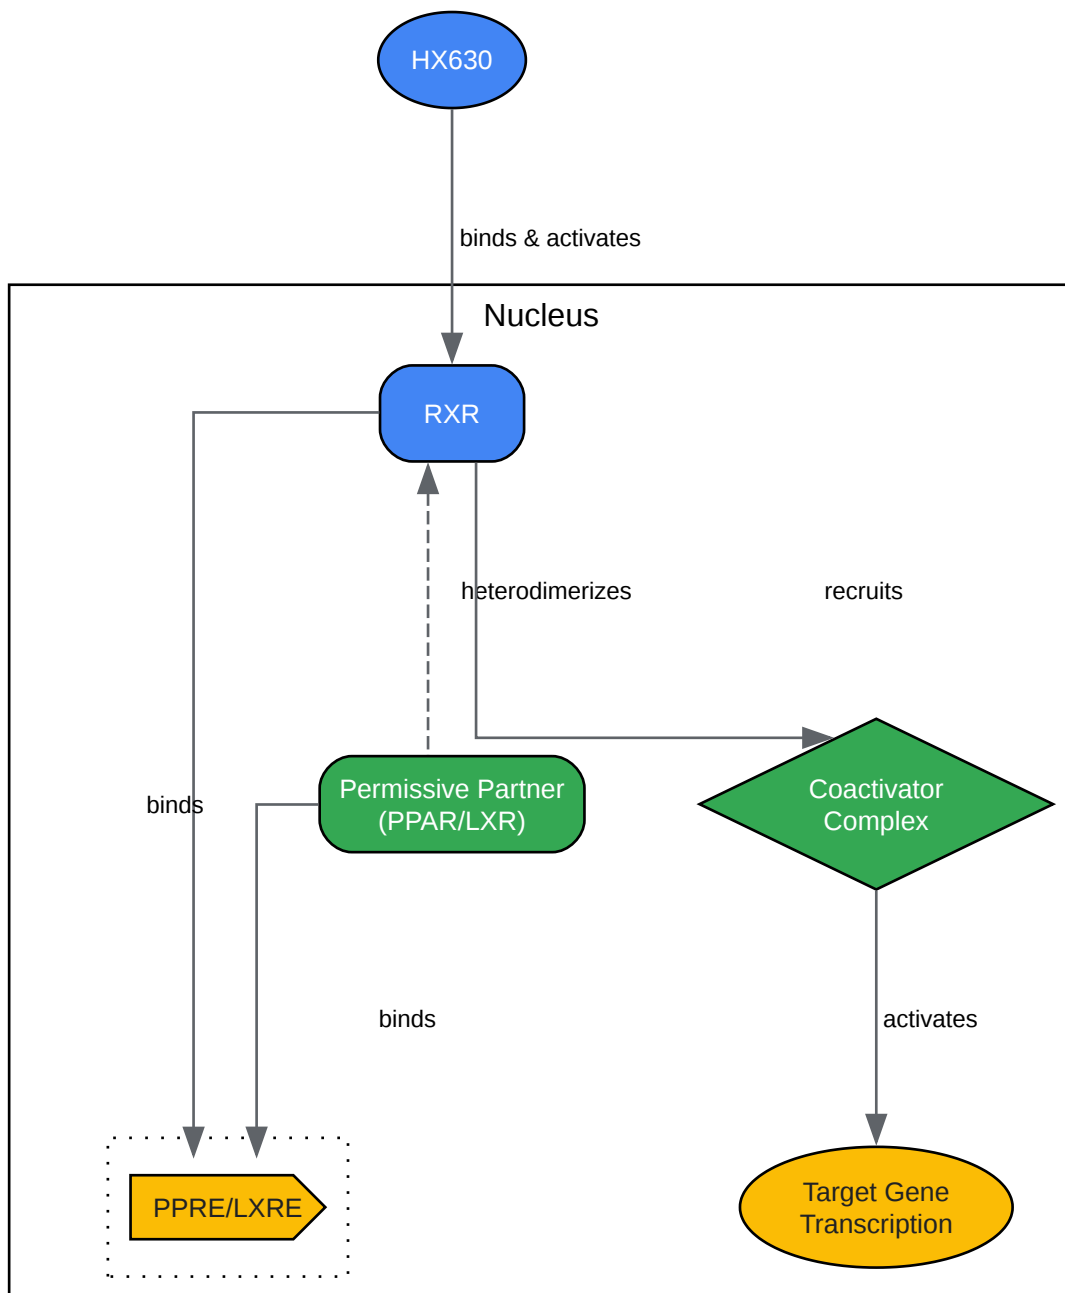 HX630
binds & activates
Nucleus
RXR
heterodimerizes
recruits
Permissive Partner
(PPAR/LXR)
Coactivator
Complex
binds
binds
activates
PPRE/LXRE
Target Gene
Transcription